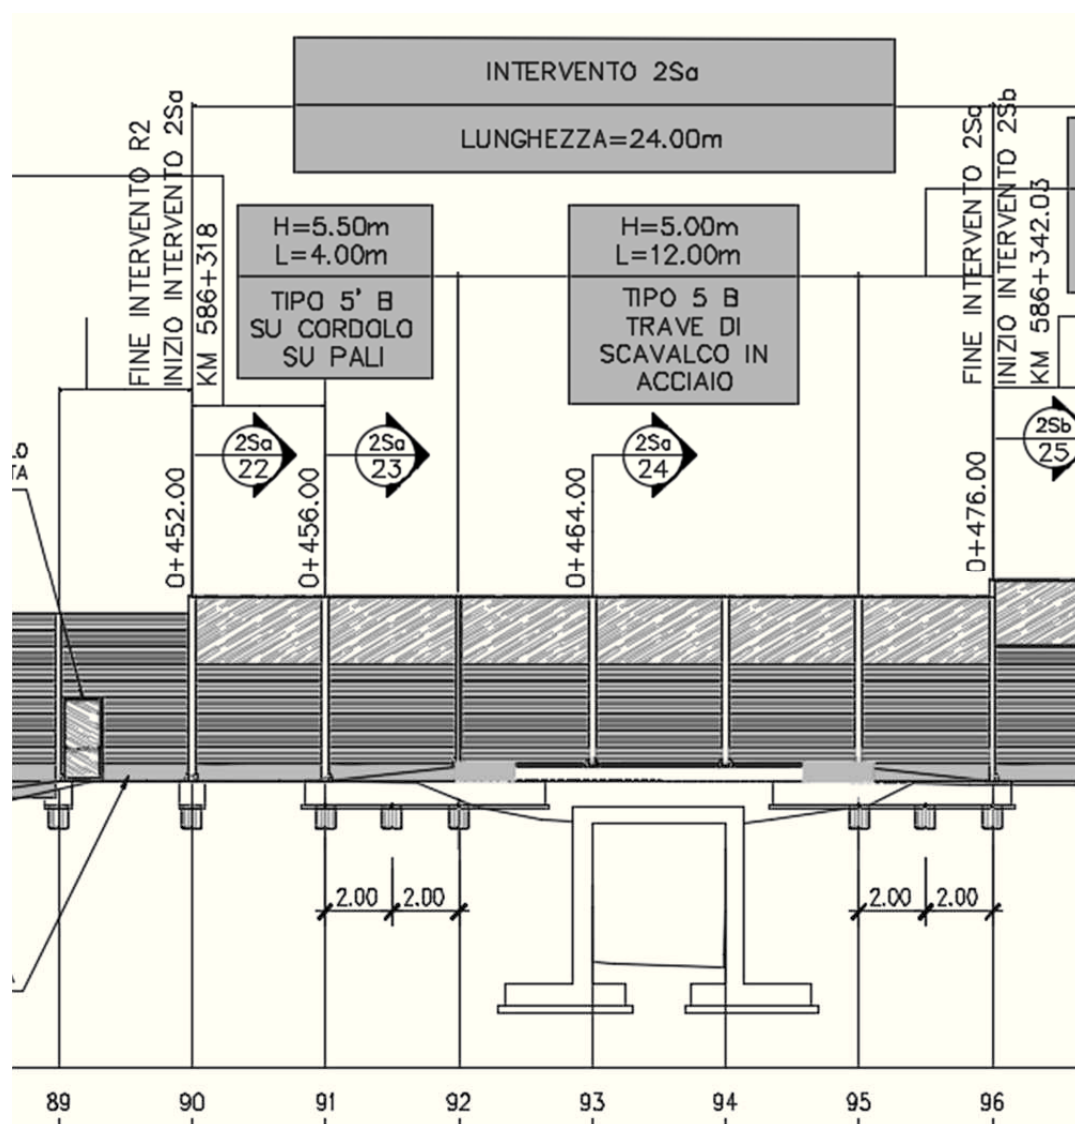 INTERVENTO 2Sa
LUNGHEZZA=24.00m
FINE INTERVENTO R2
INIZIO INTERVENTO 2Sa
KM 586+318
H=5.50m
L=4.00m
TIPO 5' B
SU CORDOLO
SU PALI
H=5.00m
L=12.00m
TIPO 5 B
TRAVE DI
SCAVALCO IN
ACCIAIO
FINE INTERVENTO 2Sa
INIZIO INTERVENTO 2Sb
KM 586+342.03
LO
TA
2Sa
22
2Sa
23
2Sa
24
2Sb
25
0+452.00
0+456.00
0+464.00
0+476.00
2.00 2.00
2.00 2.00
89 90 91 92 93 94 95 96